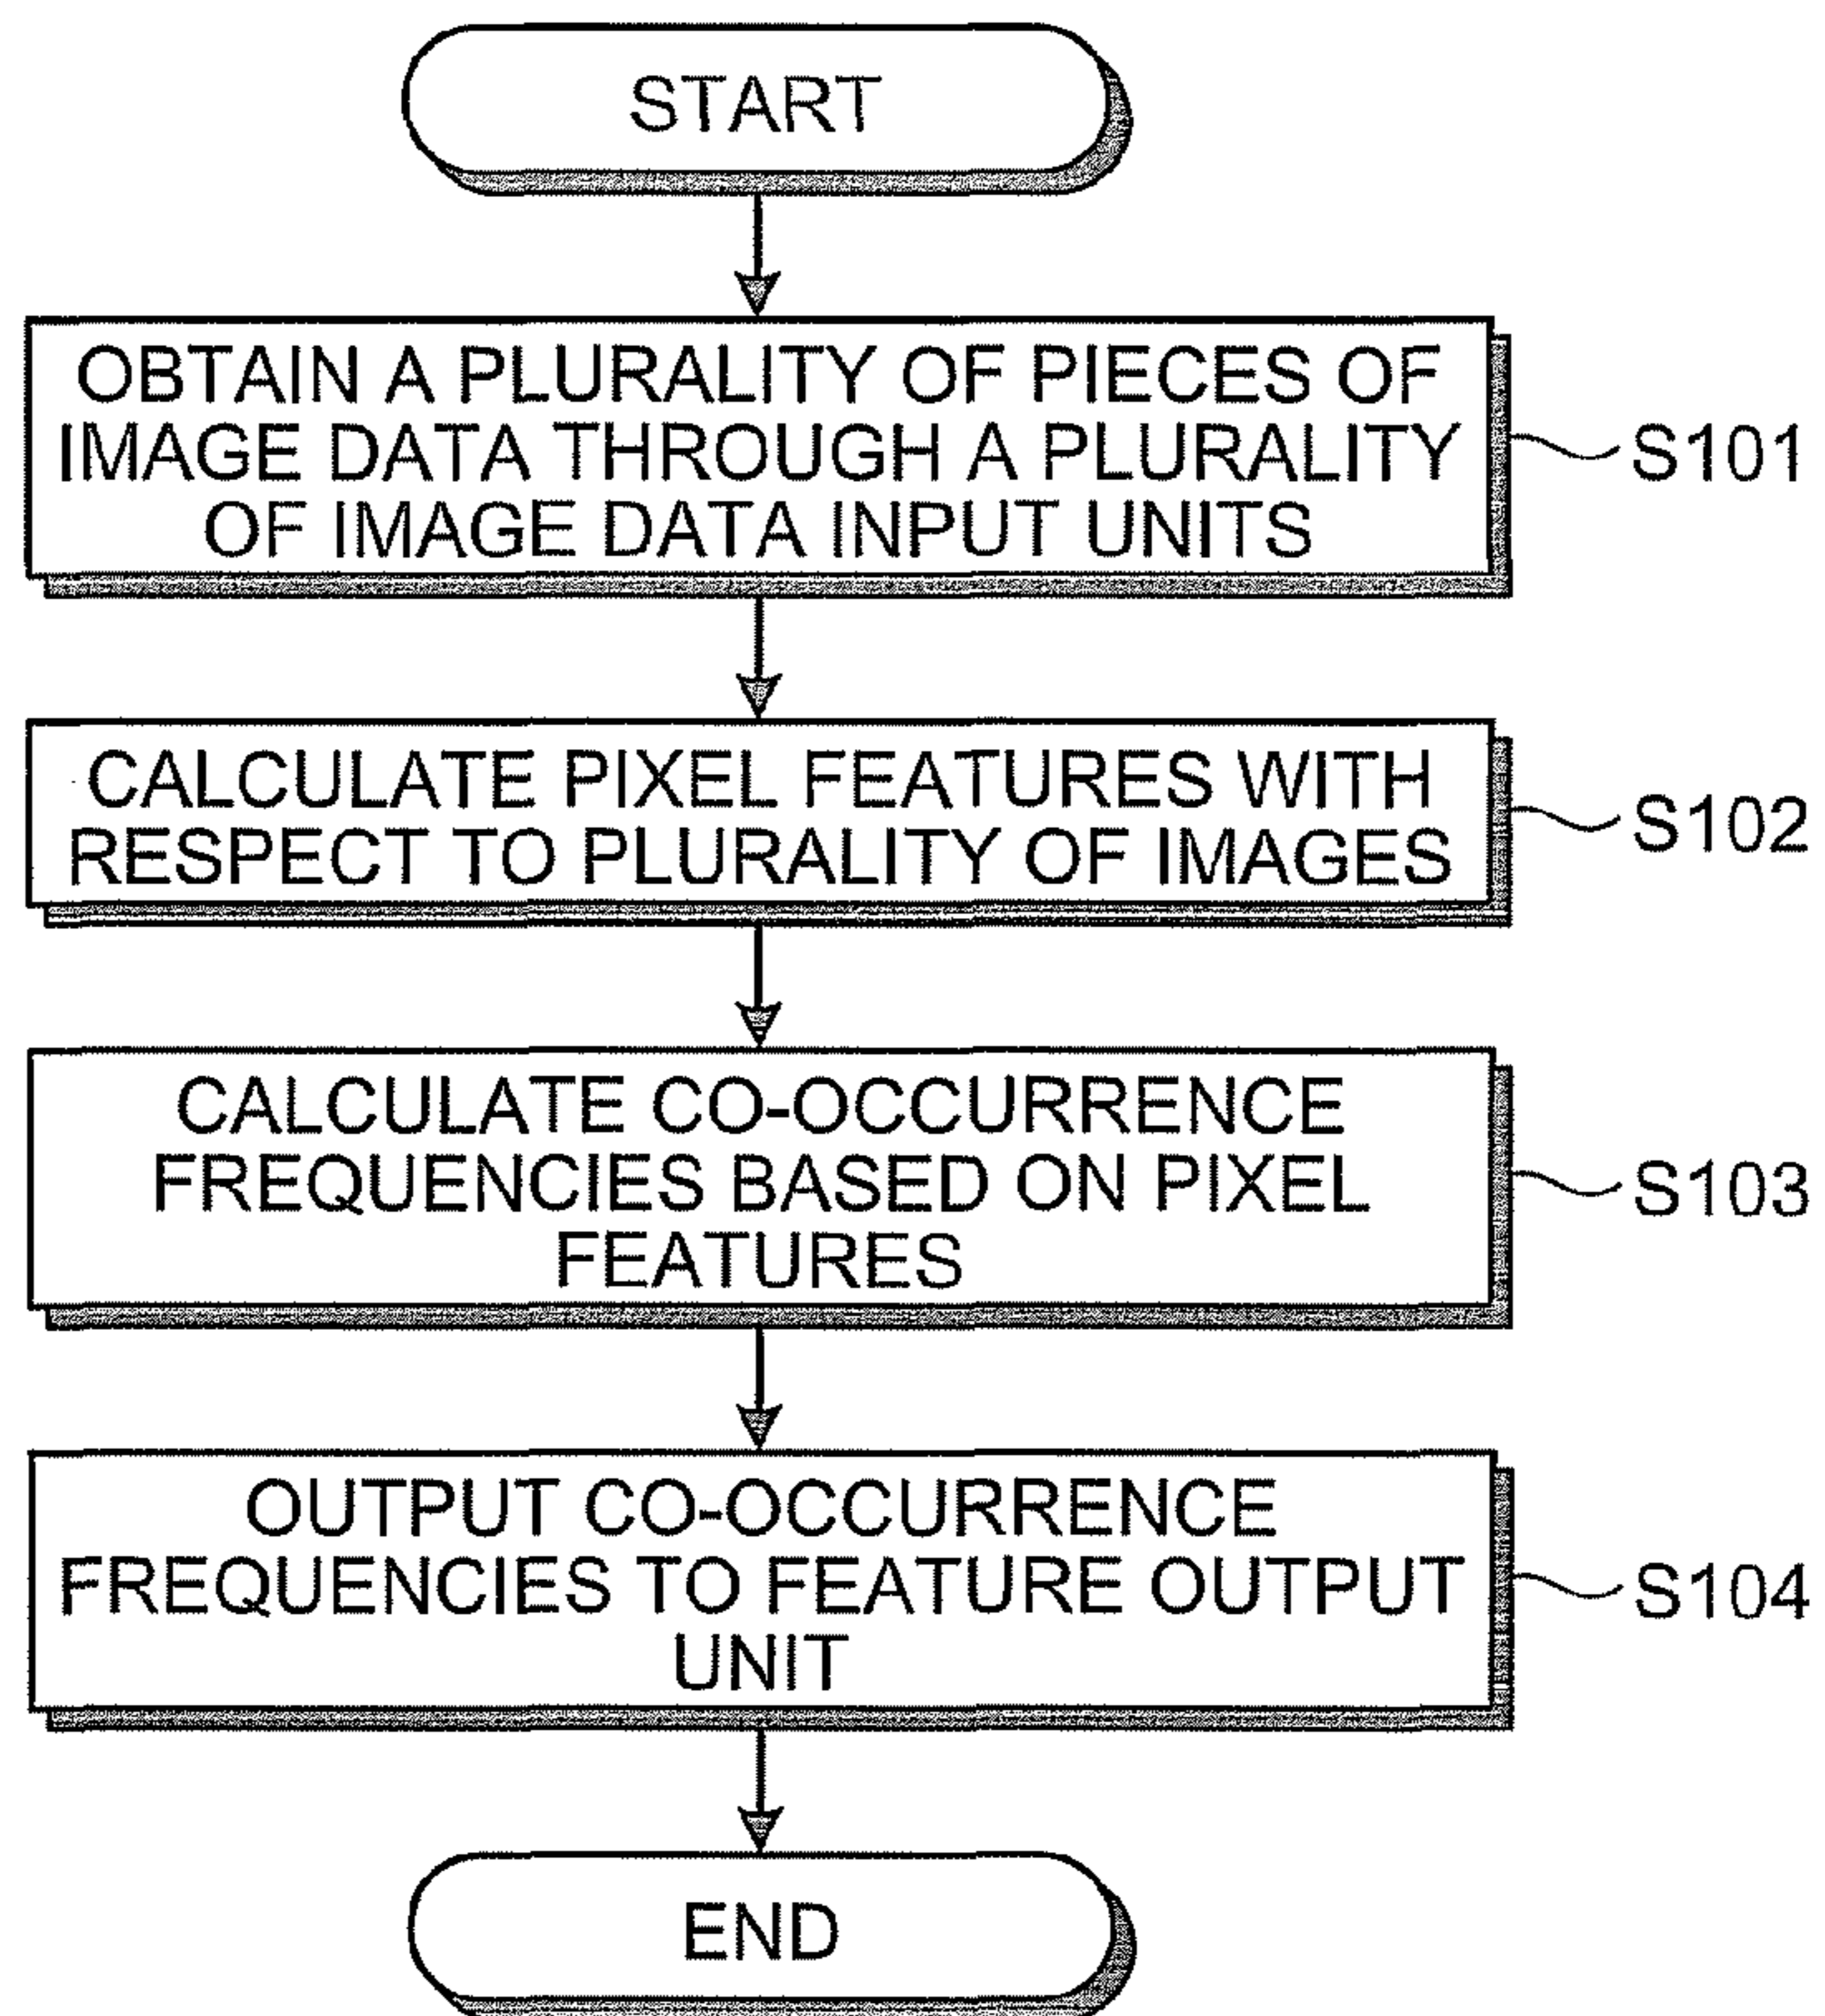 START
OBTAIN A PLURALITY OF PIECES OF
IMAGE DATA THROUGH A PLURALITY
OF IMAGE DATA INPUT UNITS
S101
CALCULATE PIXEL FEATURES WITH
RESPECT TO PLURALITY OF IMAGES
S102
CALCULATE CO-OCCURRENCE
FREQUENCIES BASED ON PIXEL
FEATURES
S103
OUTPUT CO-OCCURRENCE
FREQUENCIES TO FEATURE OUTPUT
UNIT
S104
END